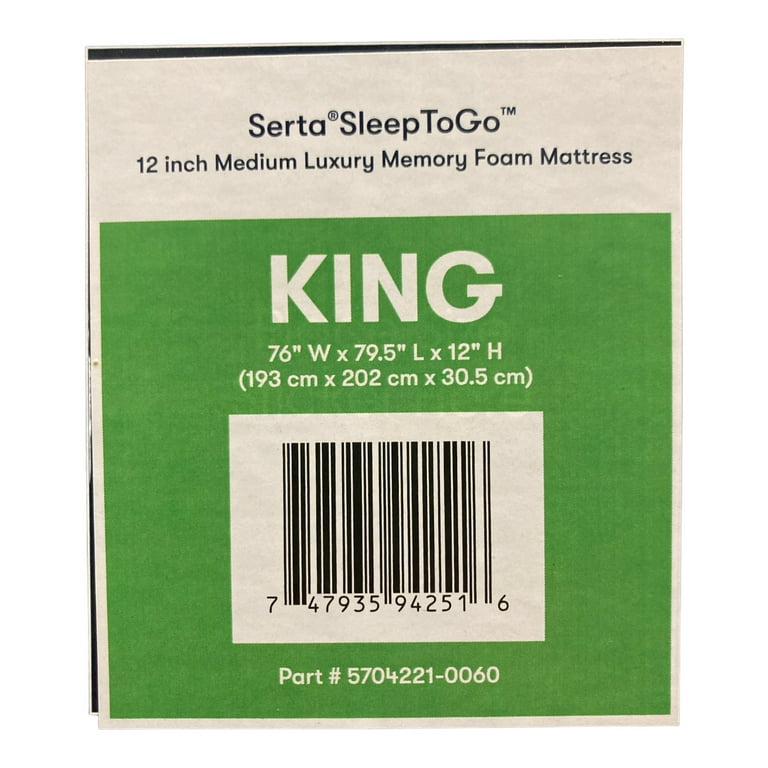 Serta®SleepToGo™
12 inch Medium Luxury Memory Foam Mattress
KING
76" W x 79.5" L x 12" H
(193 cm x 202 cm x 30.5 cm)
7 47935 94251 6
Part # 5704221-0060